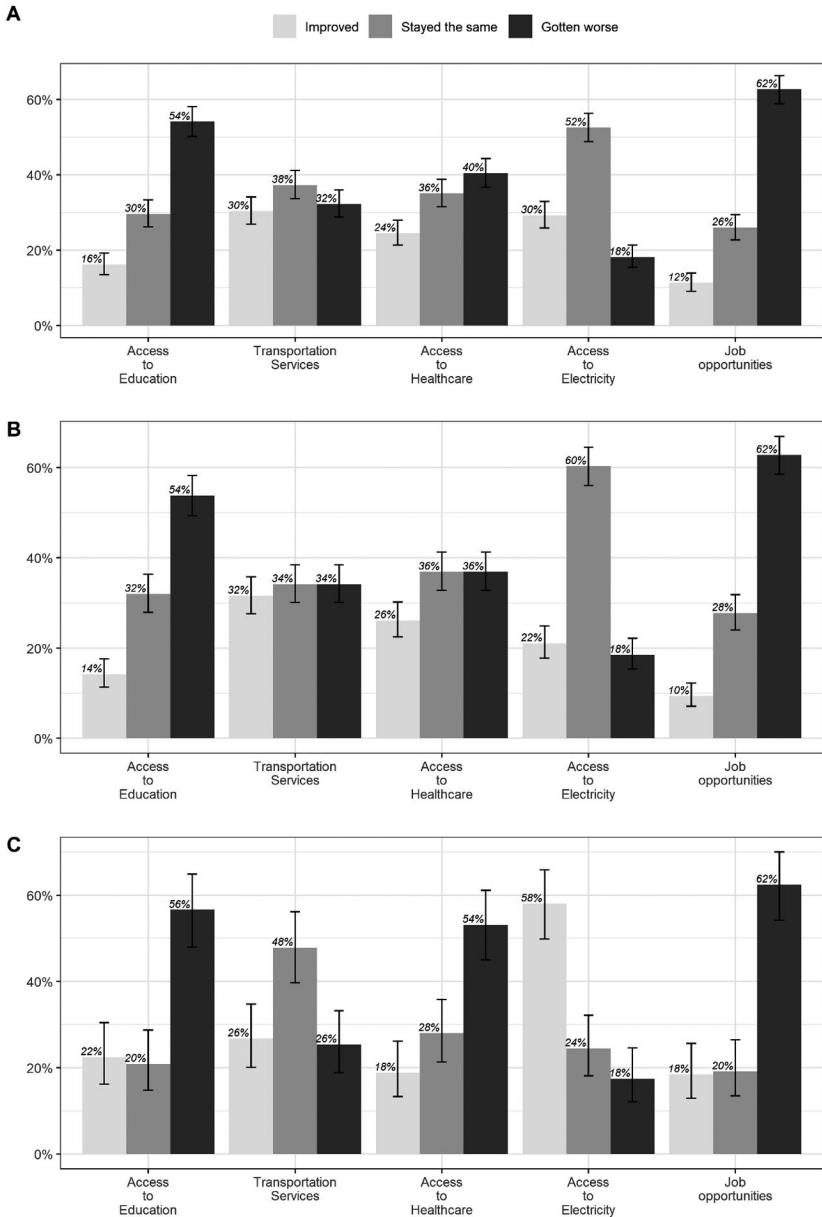 A
Improved Stayed the same Gotten worse
60%
40%
20%
0%
16% 30% 54% 30% 38% 32% 24% 36% 40% 30% 52% 18% 12% 26% 62%
Access Transportation Access Access Job
to Services to to opportunities
Education Healthcare Electricity
B
60%
40%
20%
0%
14% 32% 54% 32% 34% 34% 26% 36% 36% 22% 60% 18% 10% 28% 62%
Access Transportation Access Access Job
to Services to to opportunities
Education Healthcare Electricity
C
60%
40%
20%
0%
22% 20% 56% 26% 48% 26% 18% 28% 54% 58% 24% 18% 18% 20% 62%
Access Transportation Access Access Job
to Services to to opportunities
Education Healthcare Electricity